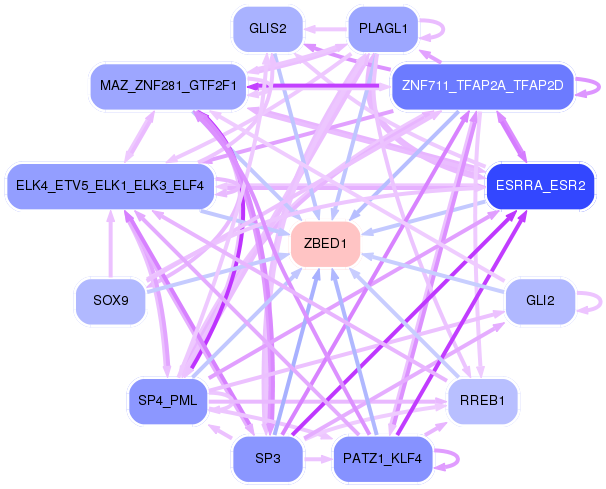 GLIS2
PLAGL1
MAZ_ZNF281_GTF2F1
ZNF711_TFAP2A_TFAP2D
ELK4_ETV5_ELK1_ELK3_ELF4
ESRRA_ESR2
ZBED1
SOX9
GLI2
SP4_PML
RREB1
SP3
PATZ1_KLF4